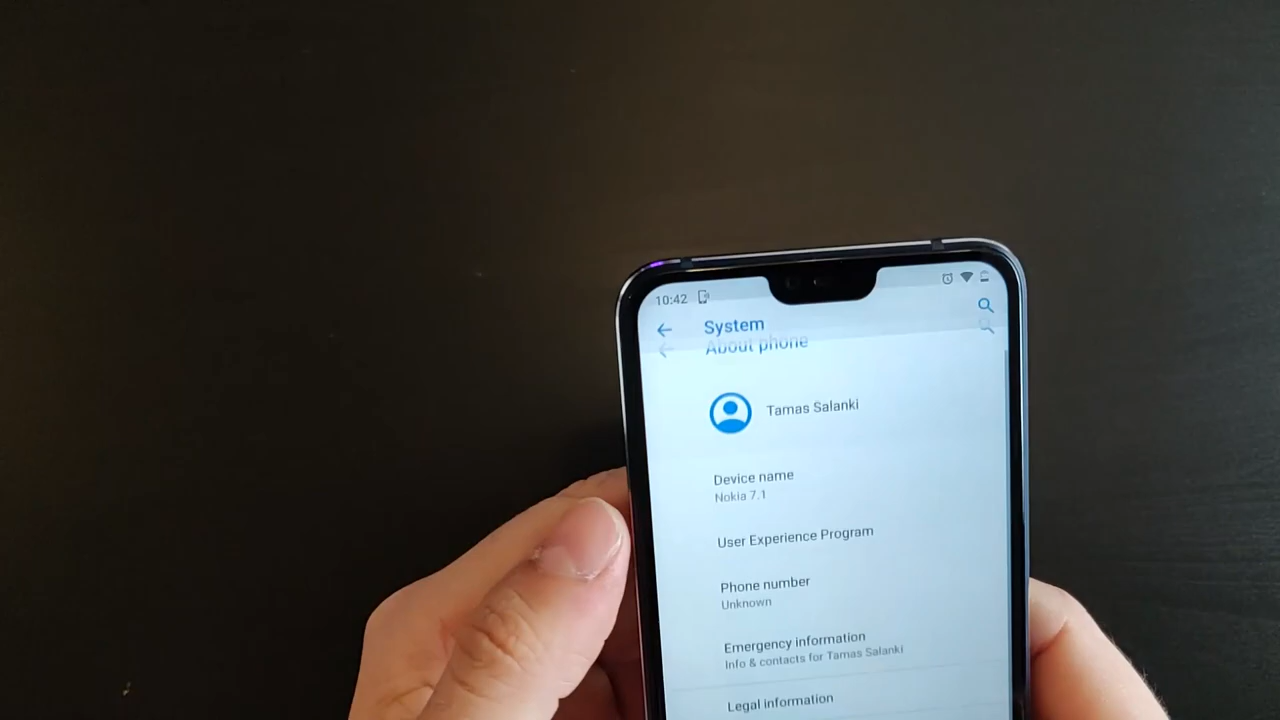 10:42
System
About phone
Tamas Salanki
Device name
Nokia 7.1
User Experience Program
Phone number
Unknown
Emergency information
Info & contacts for Tamas Salanki
Legal information